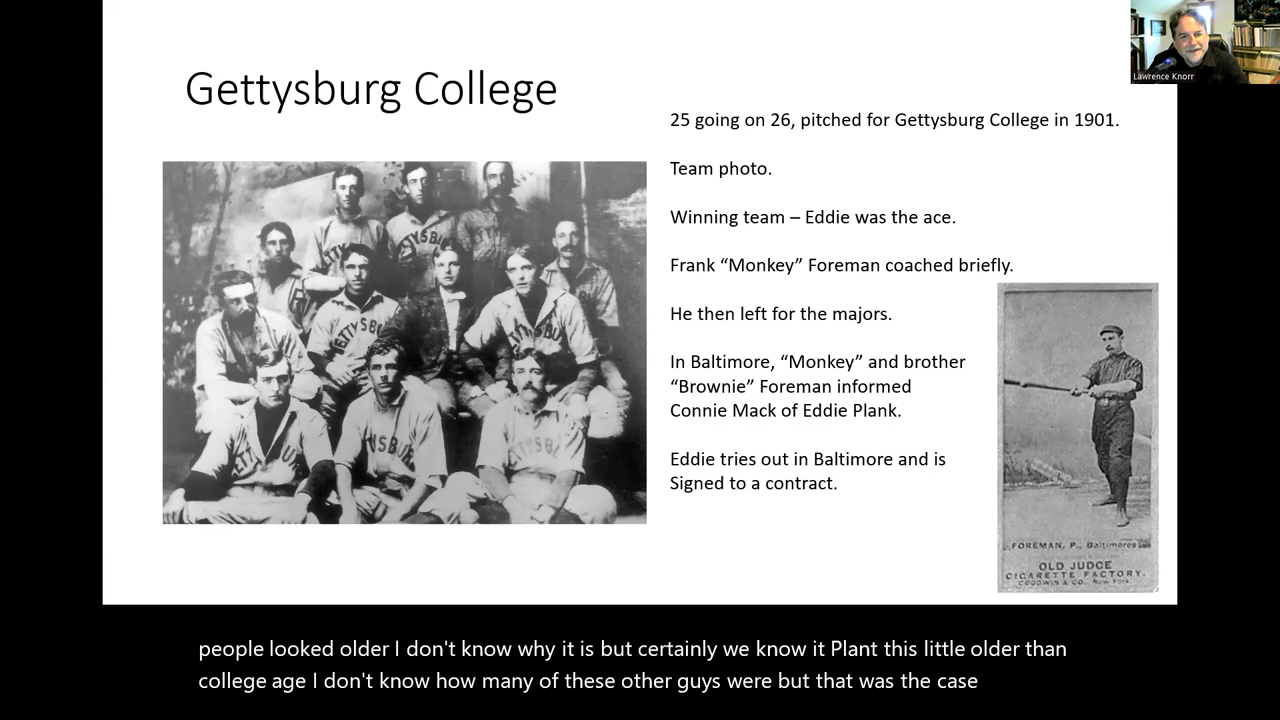 Gettysburg College
Lawrence Knorr
25 going on 26, pitched for Gettysburg College in 1901.
Team photo.
Winning team – Eddie was the ace.
Frank “Monkey” Foreman coached briefly.
He then left for the majors.
In Baltimore, “Monkey” and brother
“Brownie” Foreman informed
Connie Mack of Eddie Plank.
Eddie tries out in Baltimore and is
Signed to a contract.
FOREMAN, P., Baltimores
OLD JUDGE
CIGARETTE FACTORY.
GOODWIN & CO., New York.
people looked older I don't know why it is but certainly we know it Plant this little older than
college age I don't know how many of these other guys were but that was the case